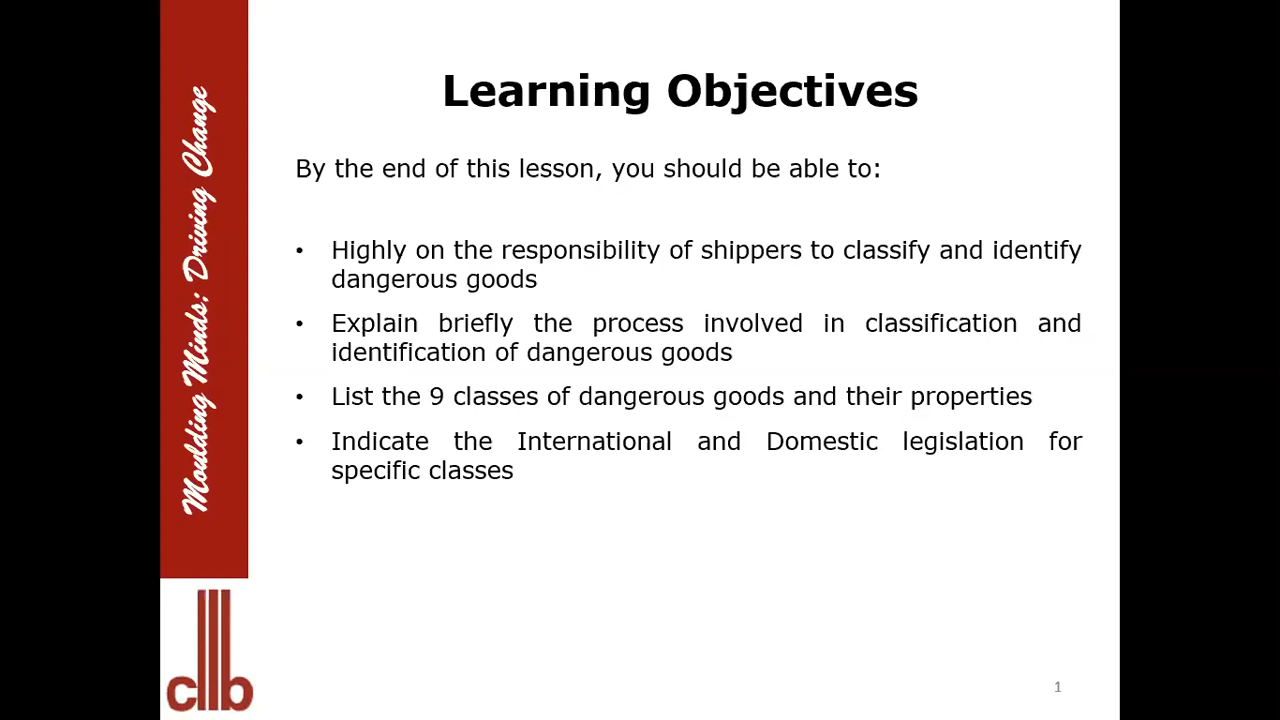 Learning Objectives
By the end of this lesson, you should be able to:
• Highly on the responsibility of shippers to classify and identify
dangerous goods
• Explain briefly the process involved in classification and
identification of dangerous goods
• List the 9 classes of dangerous goods and their properties
• Indicate the International and Domestic legislation for
specific classes
Moulding Minds; Driving Change
cllb
1